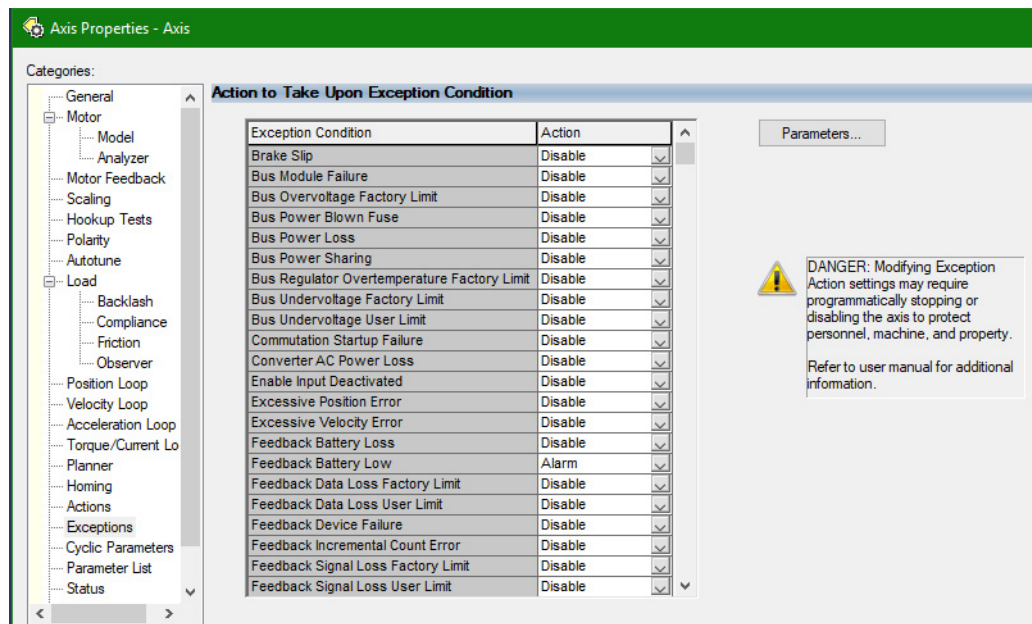 Axis Properties - Axis
Categories:
General
Motor
Model
Analyzer
Motor Feedback
Scaling
Hookup Tests
Polarity
Autotune
Load
Backlash
Compliance
Friction
Observer
Position Loop
Velocity Loop
Acceleration Loop
Torque/Current Lo
Planner
Homing
Actions
Exceptions
Cyclic Parameters
Parameter List
Status
Action to Take Upon Exception Condition
Exception Condition Action
Brake Slip Disable
Bus Module Failure Disable
Bus Overvoltage Factory Limit Disable
Bus Power Blown Fuse Disable
Bus Power Loss Disable
Bus Power Sharing Disable
Bus Regulator Overtemperature Factory Limit Disable
Bus Undervoltage Factory Limit Disable
Bus Undervoltage User Limit Disable
Commutation Startup Failure Disable
Converter AC Power Loss Disable
Enable Input Deactivated Disable
Excessive Position Error Disable
Excessive Velocity Error Disable
Feedback Battery Loss Disable
Feedback Battery Low Alarm
Feedback Data Loss Factory Limit Disable
Feedback Data Loss User Limit Disable
Feedback Device Failure Disable
Feedback Incremental Count Error Disable
Feedback Signal Loss Factory Limit Disable
Feedback Signal Loss User Limit Disable
Parameters...
DANGER: Modifying Exception
Action settings may require
programmatically stopping or
disabling the axis to protect
personnel, machine, and property.
Refer to user manual for additional
information.